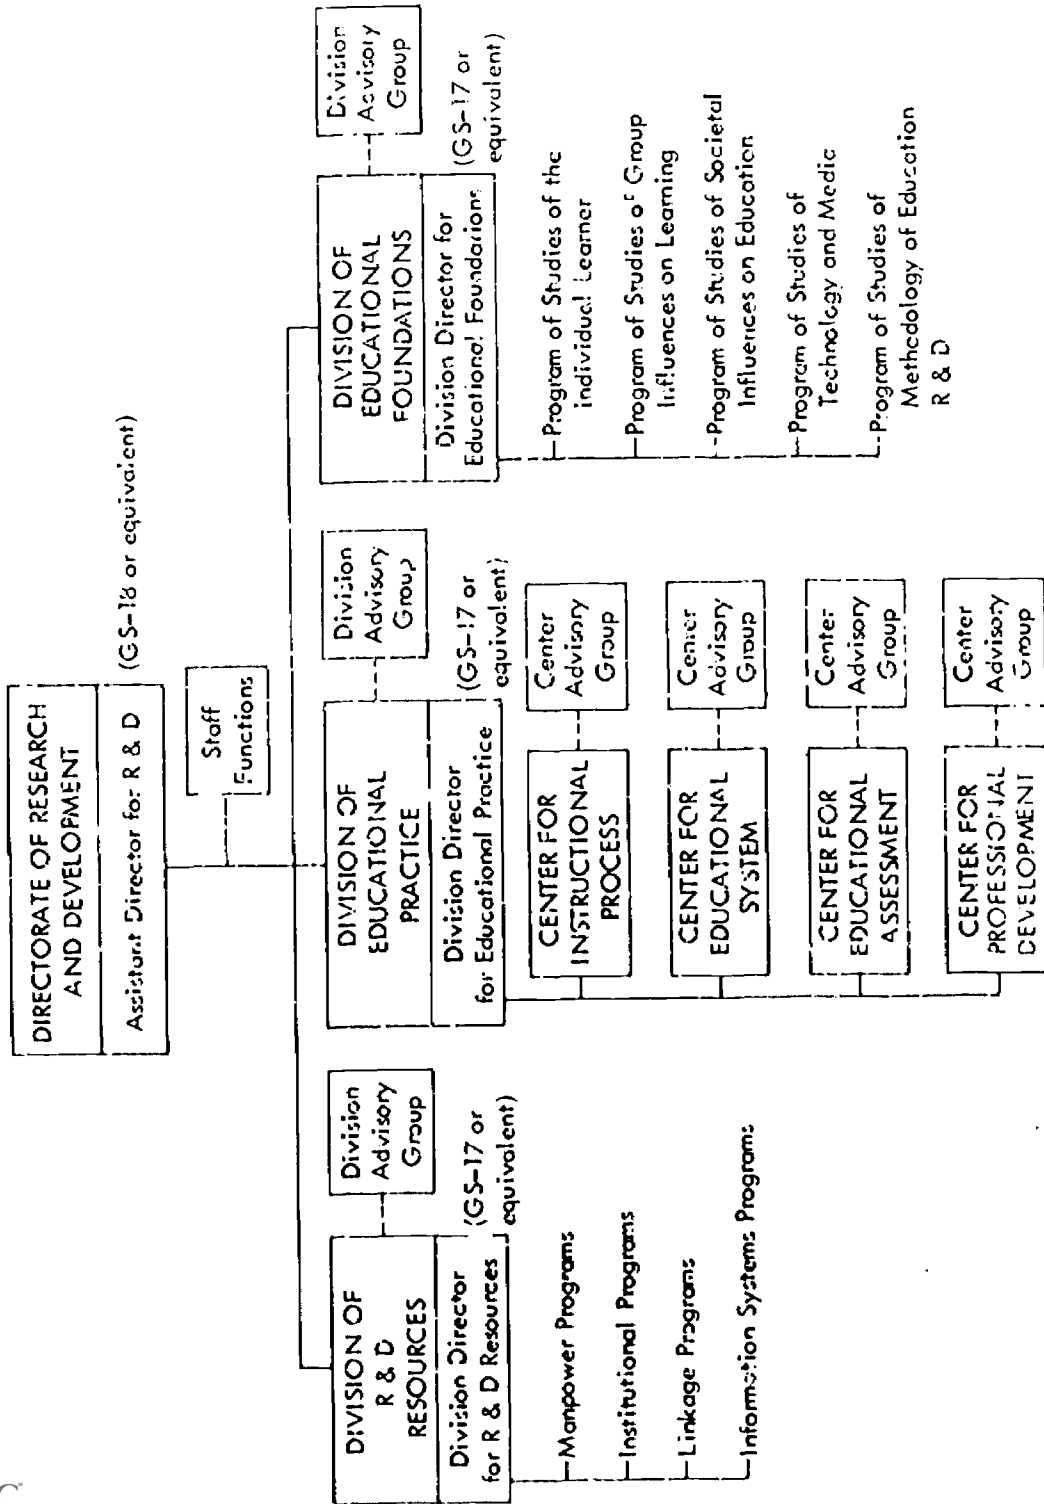 DIRECTORATE OF RESEARCH
AND DEVELOPMENT
Assistant Director for R & D
(GS-18 or equivalent)
Staff
Functions
DIVISION OF
R & D
RESOURCES
Division Director
for R & D Resources
Division
Advisory
Group
(GS-17 or
equivalent)
Manpower Programs
Institutional Programs
Linkage Programs
Information Systems Programs
DIVISION OF
EDUCATIONAL
PRACTICE
Division Director
for Educational Practice
Division
Advisory
Group
(GS-17 or
equivalent)
CENTER FOR
INSTRUCTIONAL
PROCESS
Center
Advisory
Group
CENTER FOR
EDUCATIONAL
SYSTEM
Center
Advisory
Group
CENTER FOR
EDUCATIONAL
ASSESSMENT
Center
Advisory
Group
CENTER FOR
PROFESSIONAL
DEVELOPMENT
Center
Advisory
Group
DIVISION OF
EDUCATIONAL
FOUNDATIONS
Division Director for
Educational Foundations
Division
Advisory
Group
(GS-17 or
equivalent)
Program of Studies of the
individual Learner
Program of Studies of Group
Influences on Learning
Program of Studies of Societal
Influences on Education
Program of Studies of
Technology and Media
Program of Studies of
Methodology of Education
R & D